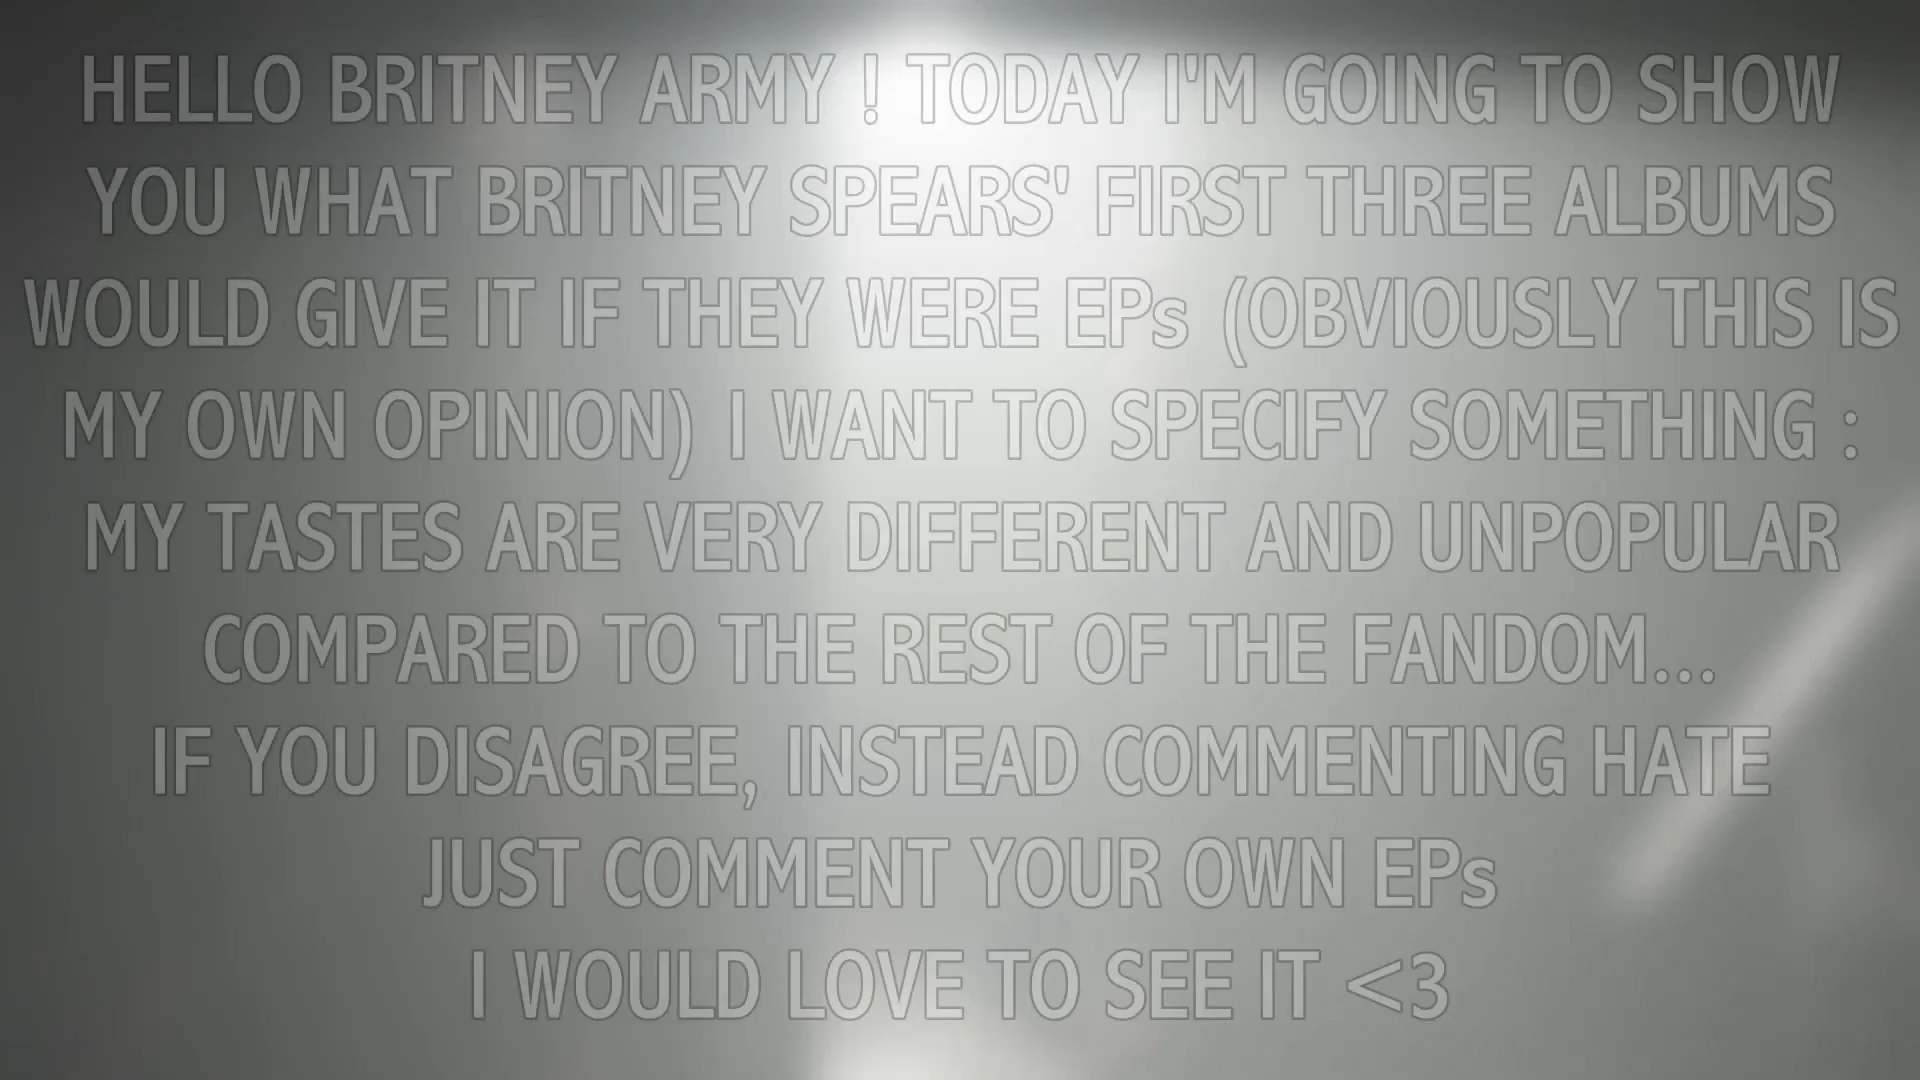 HELLO BRITNEY ARMY ! TODAY I'M GOING TO SHOW
YOU WHAT BRITNEY SPEARS' FIRST THREE ALBUMS
WOULD GIVE IT IF THEY WERE EPs (OBVIOUSLY THIS IS
MY OWN OPINION) I WANT TO SPECIFY SOMETHING :
MY TASTES ARE VERY DIFFERENT AND UNPOPULAR
COMPARED TO THE REST OF THE FANDOM...
IF YOU DISAGREE, INSTEAD COMMENTING HATE
JUST COMMENT YOUR OWN EPs
I WOULD LOVE TO SEE IT <3